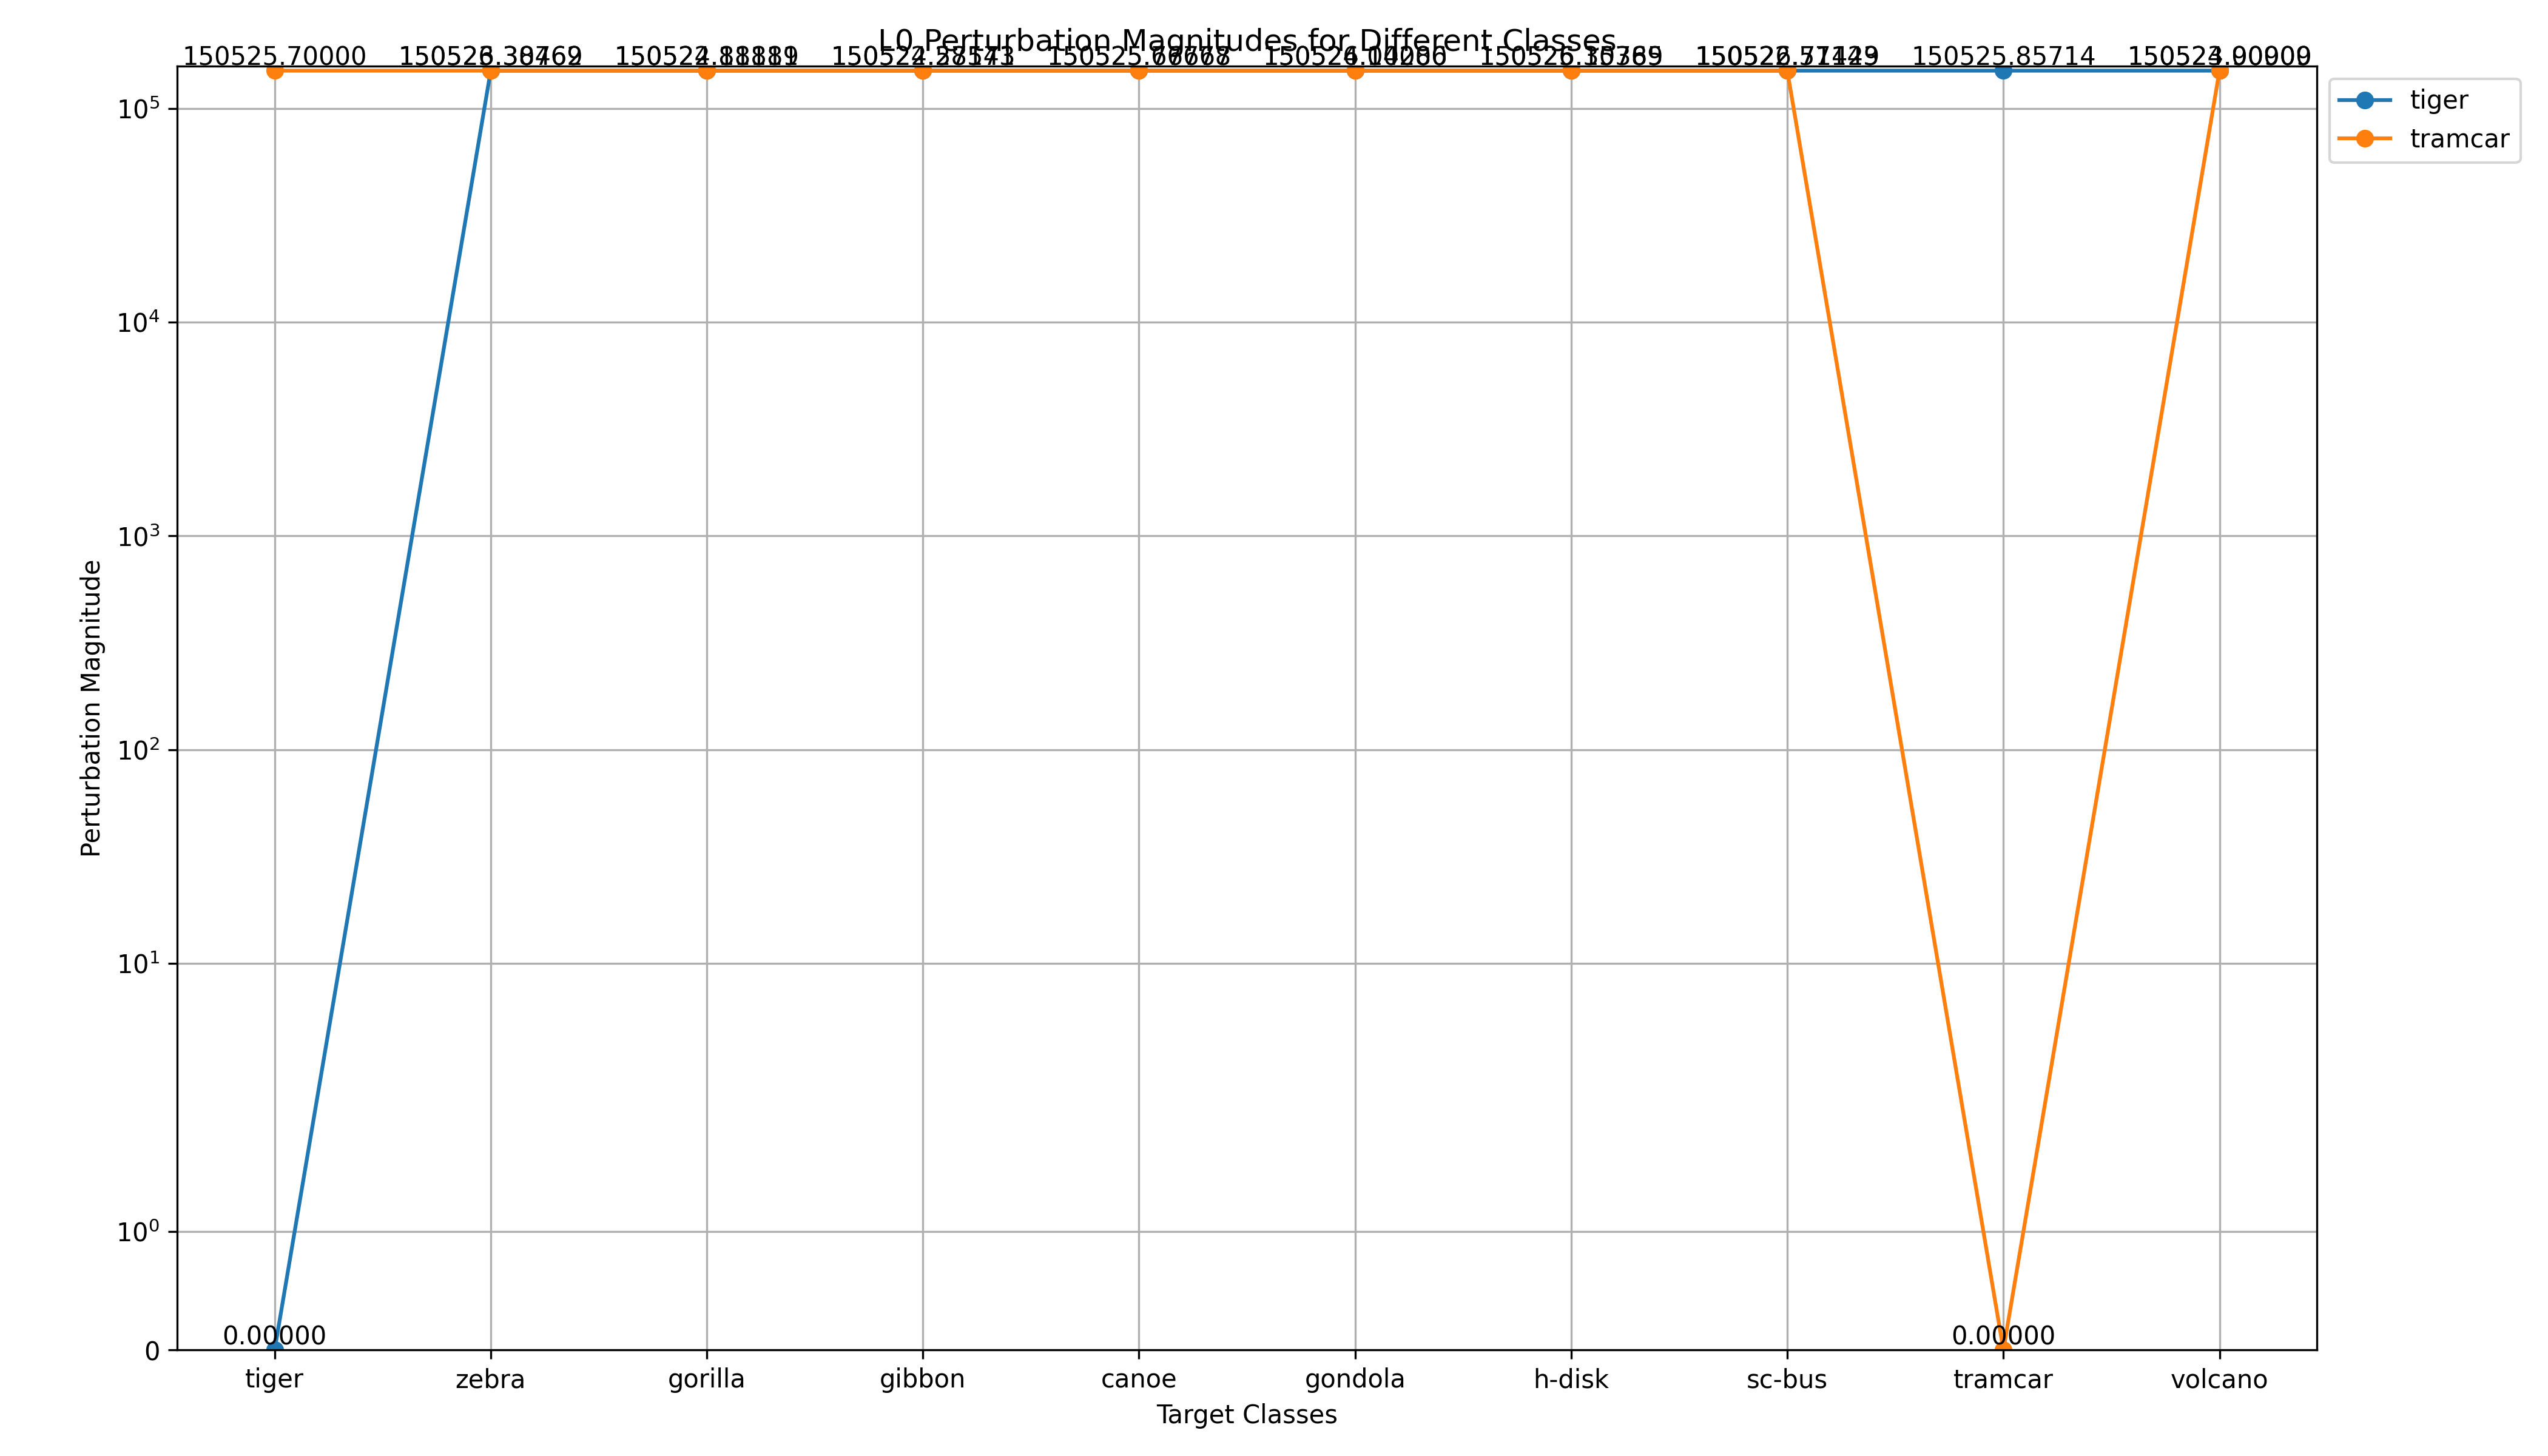 L0 Perturbation Magnitudes for Different Classes
150525.70000
150525.85714
10⁵
10⁴
10³
10²
10¹
10⁰
0
Perturbation Magnitude
0.00000
0.00000
tiger
zebra
gorilla
gibbon
canoe
gondola
h-disk
sc-bus
tramcar
volcano
Target Classes
tiger
tramcar